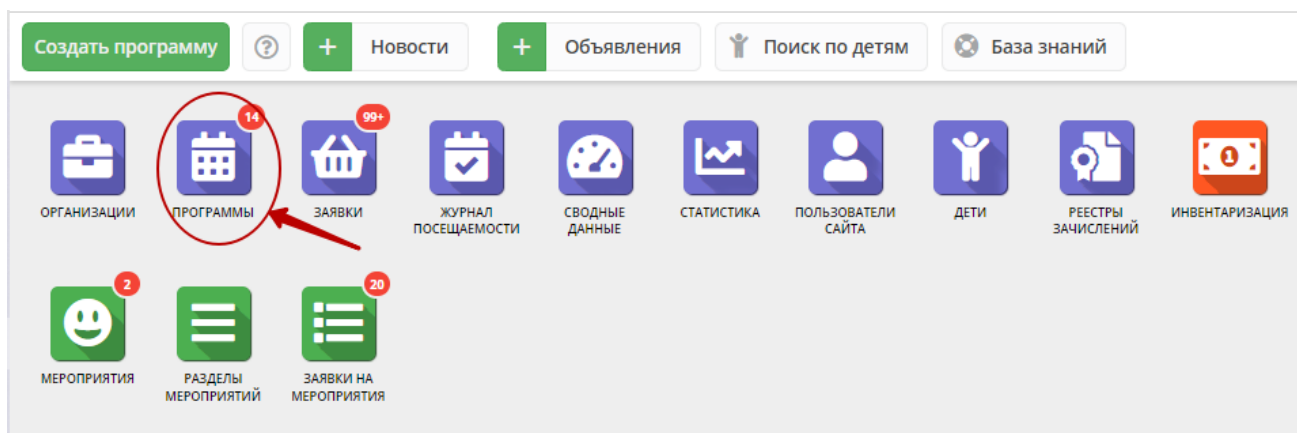 Создать программу ? + Новости + Объявления Поиск по детям База знаний
14 99+
ОРГАНИЗАЦИИ ПРОГРАММЫ ЗАЯВКИ ЖУРНАЛ СВОДНЫЕ СТАТИСТИКА ПОЛЬЗОВАТЕЛИ ДЕТИ РЕЕСТРЫ ИНВЕНТАРИЗАЦИЯ
ПОСЕЩАЕМОСТИ ДАННЫЕ САЙТА ЗАЧИСЛЕНИЙ
2 20
МЕРОПРИЯТИЯ РАЗДЕЛЫ ЗАЯВКИ НА
МЕРОПРИЯТИЙ МЕРОПРИЯТИЯ